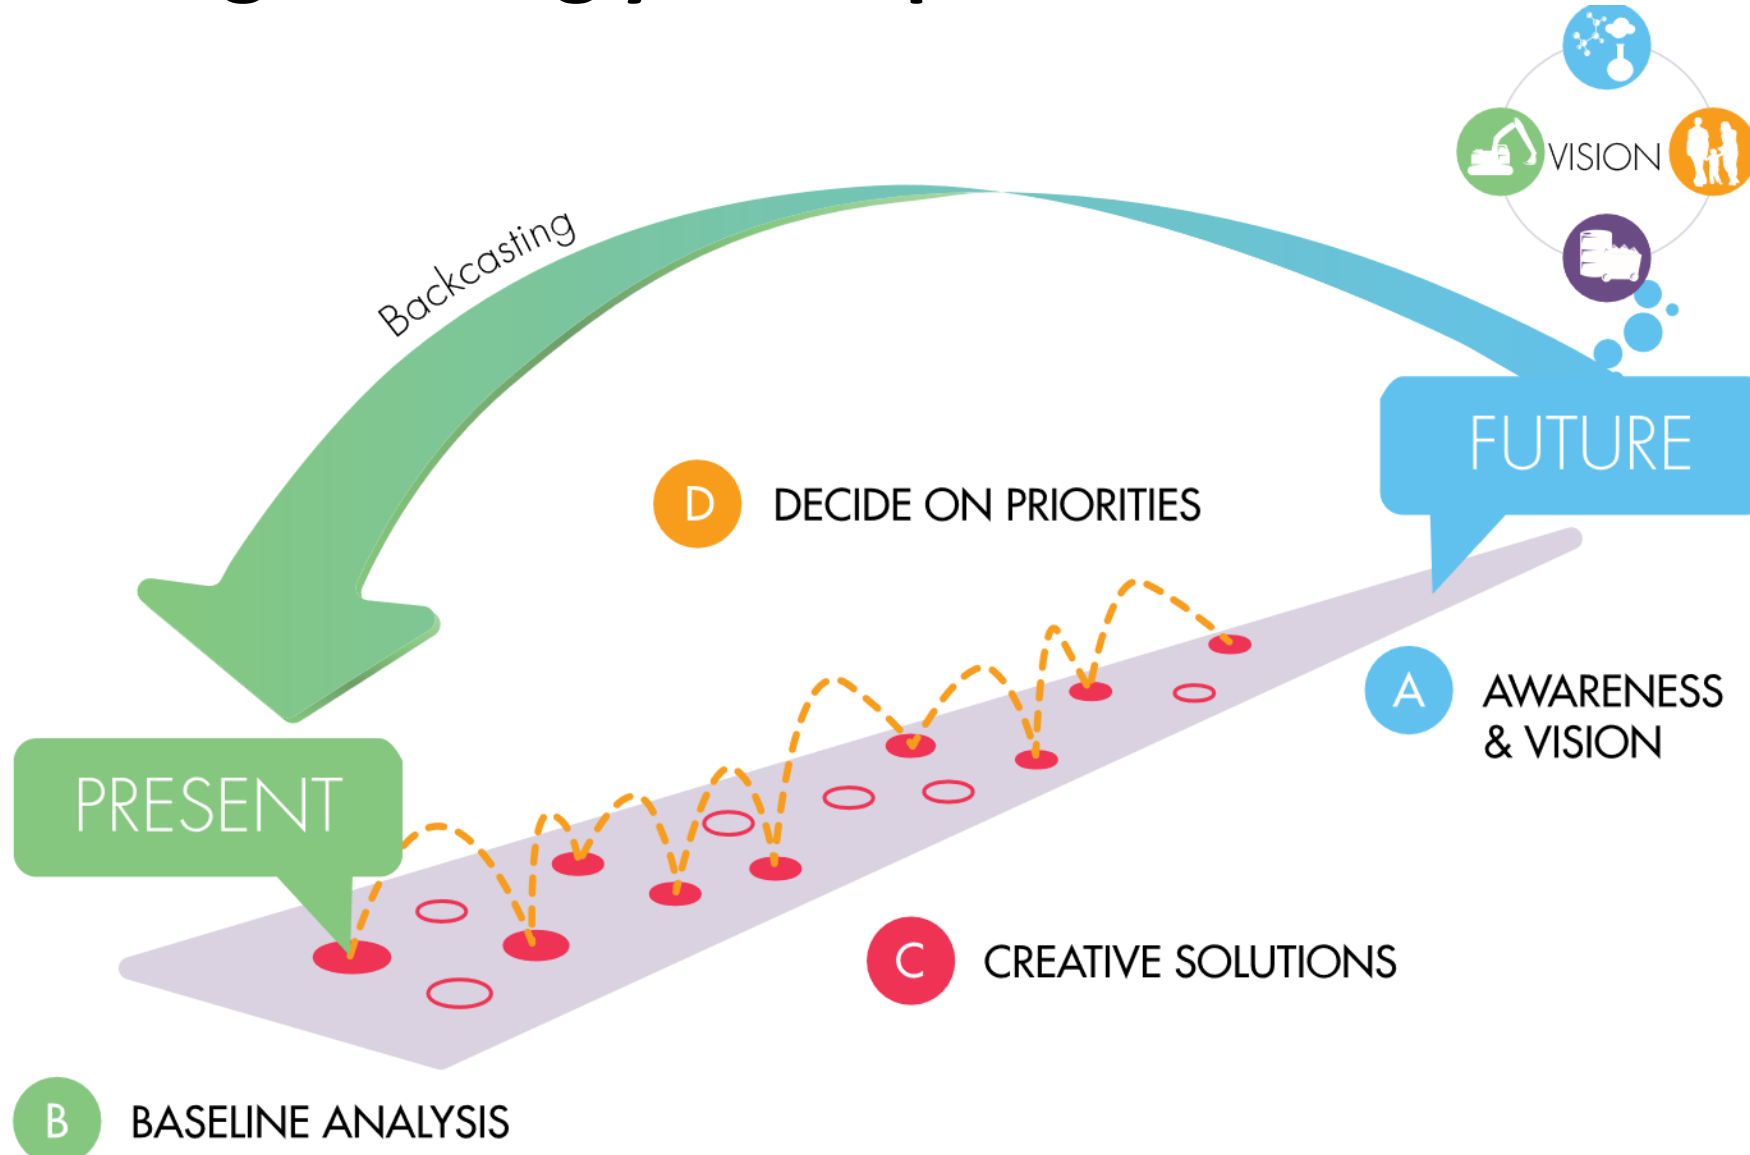 VISION
Backcasting
FUTURE
D DECIDE ON PRIORITIES
A AWARENESS
& VISION
PRESENT
C CREATIVE SOLUTIONS
B BASELINE ANALYSIS